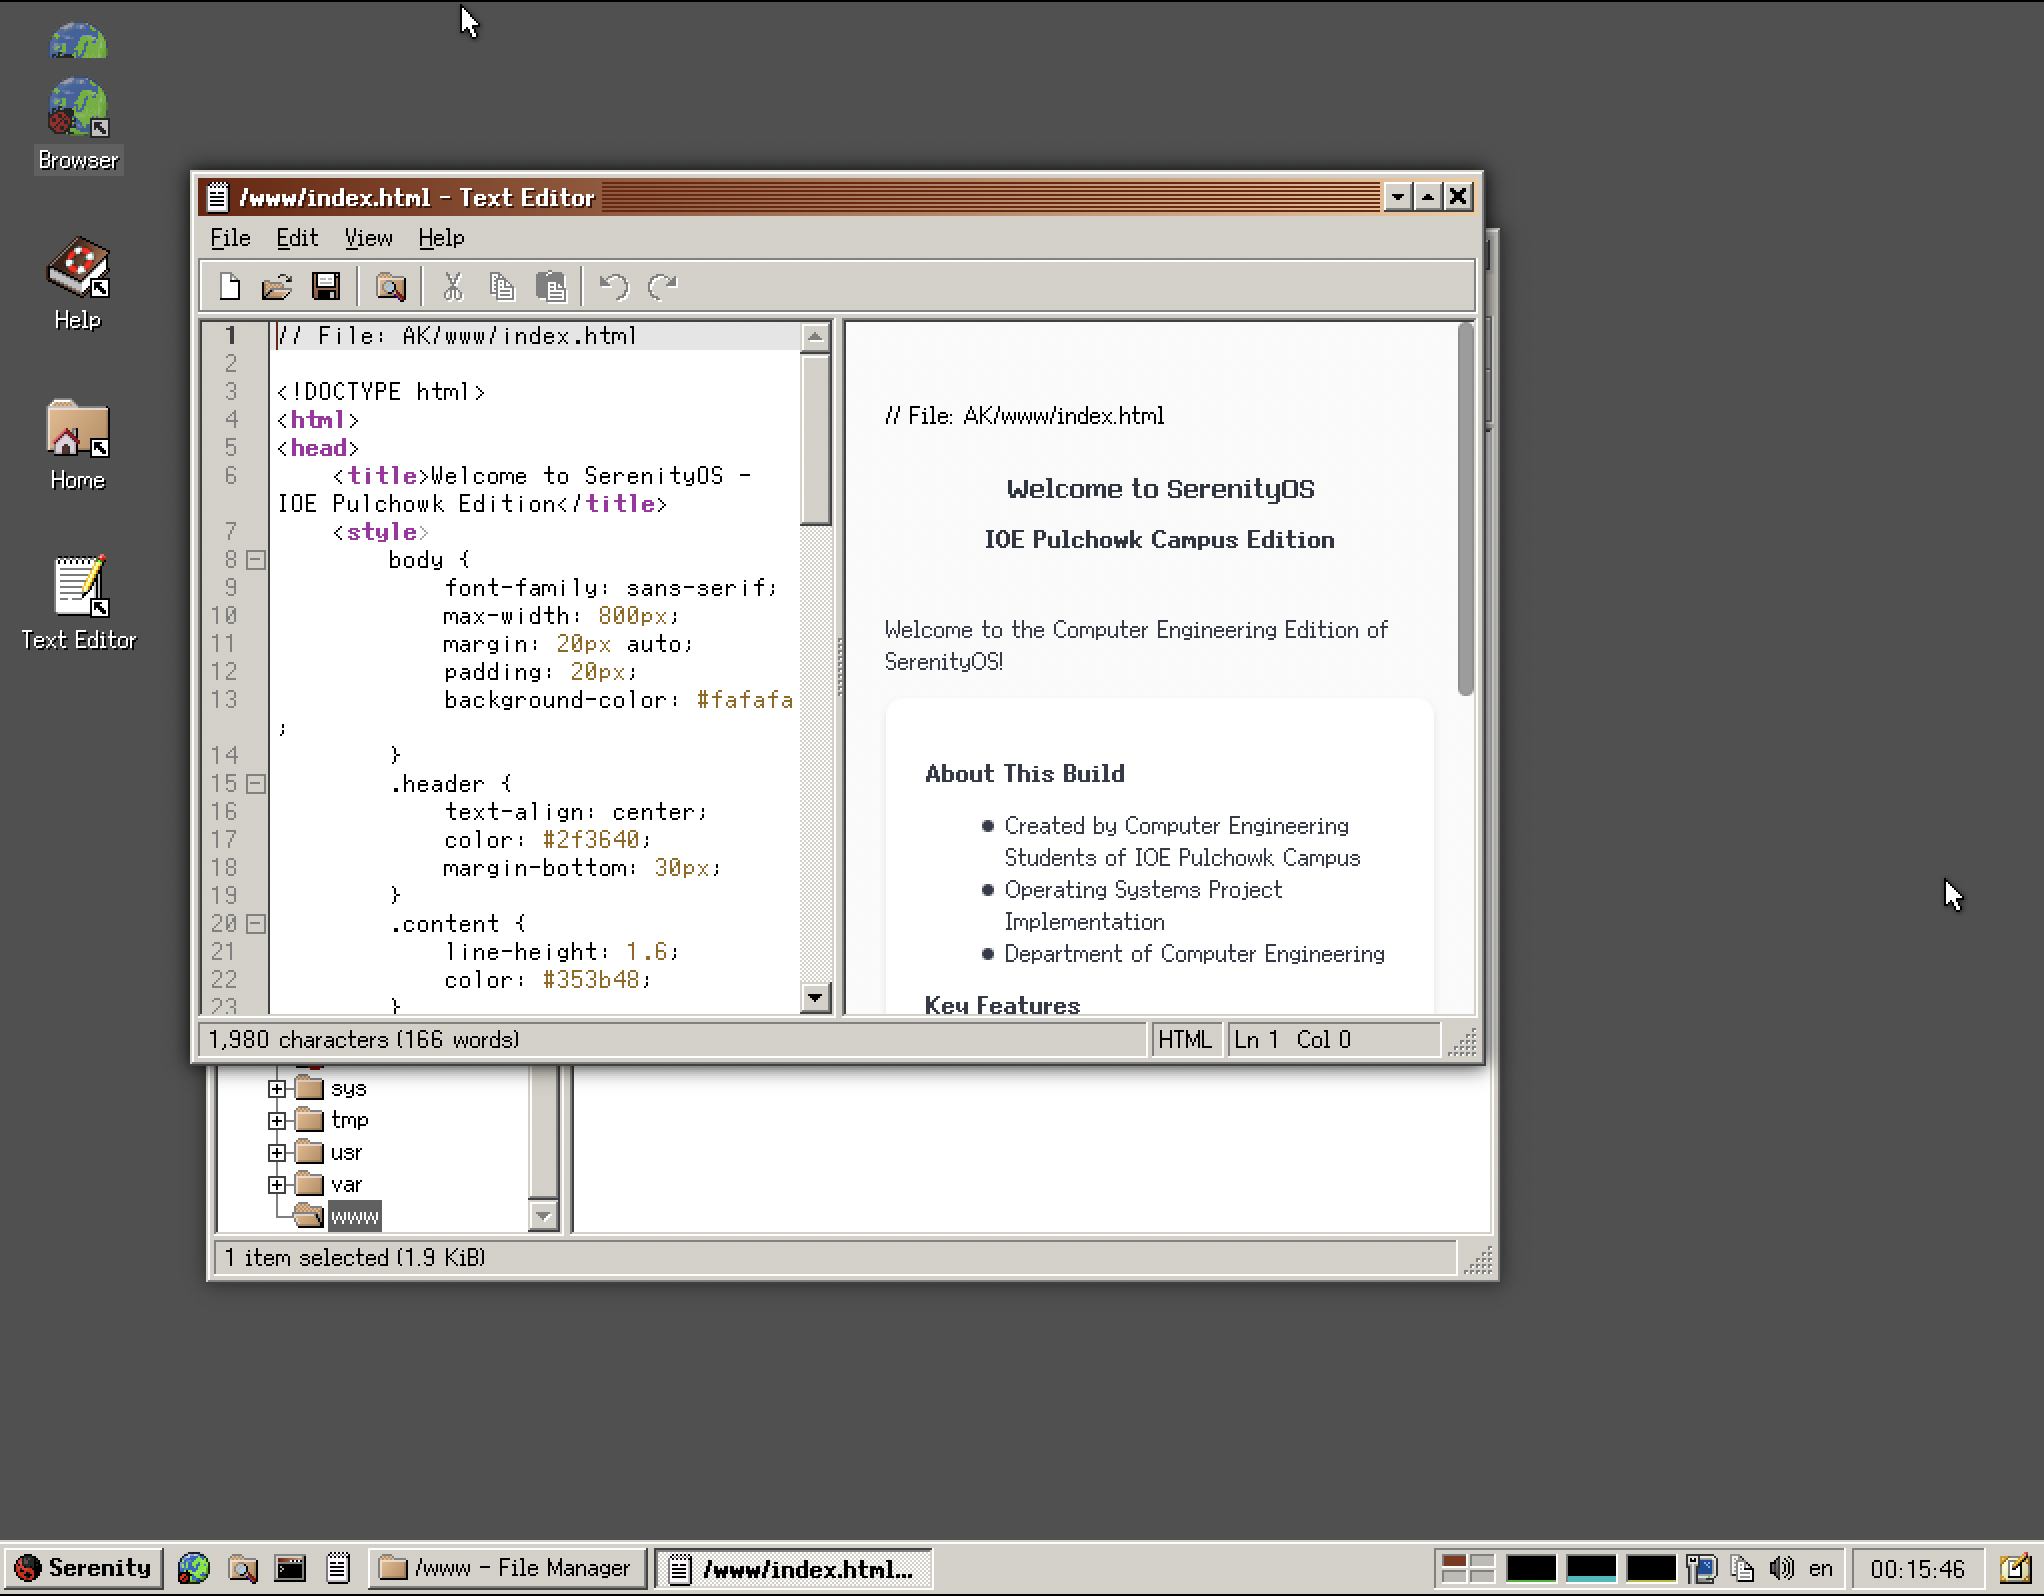 Browser
Help
Home
Text Editor
/www/index.html - Text Editor
File Edit View Help
1 // File: AK/www/index.html
2
3 <!DOCTYPE html>
4 <html>
5 <head>
6 <title>Welcome to SerenityOS -
IOE Pulchowk Edition</title>
7 <style>
8 body {
9 font-family: sans-serif;
10 max-width: 800px;
11 margin: 20px auto;
12 padding: 20px;
13 background-color: #fafafa
;
14 }
15 .header {
16 text-align: center;
17 color: #2f3640;
18 margin-bottom: 30px;
19 }
20 .content {
21 line-height: 1.6;
22 color: #353b48;
23 }
// File: AK/www/index.html
Welcome to SerenityOS
IOE Pulchowk Campus Edition
Welcome to the Computer Engineering Edition of
SerenityOS!
About This Build
Created by Computer Engineering
Students of IOE Pulchowk Campus
Operating Systems Project
Implementation
Department of Computer Engineering
Key Features
1,980 characters (166 words) HTML Ln 1 Col 0
sys
tmp
usr
var
www
1 item selected (1.9 KiB)
Serenity /www - File Manager /www/index.html... en 00:15:46